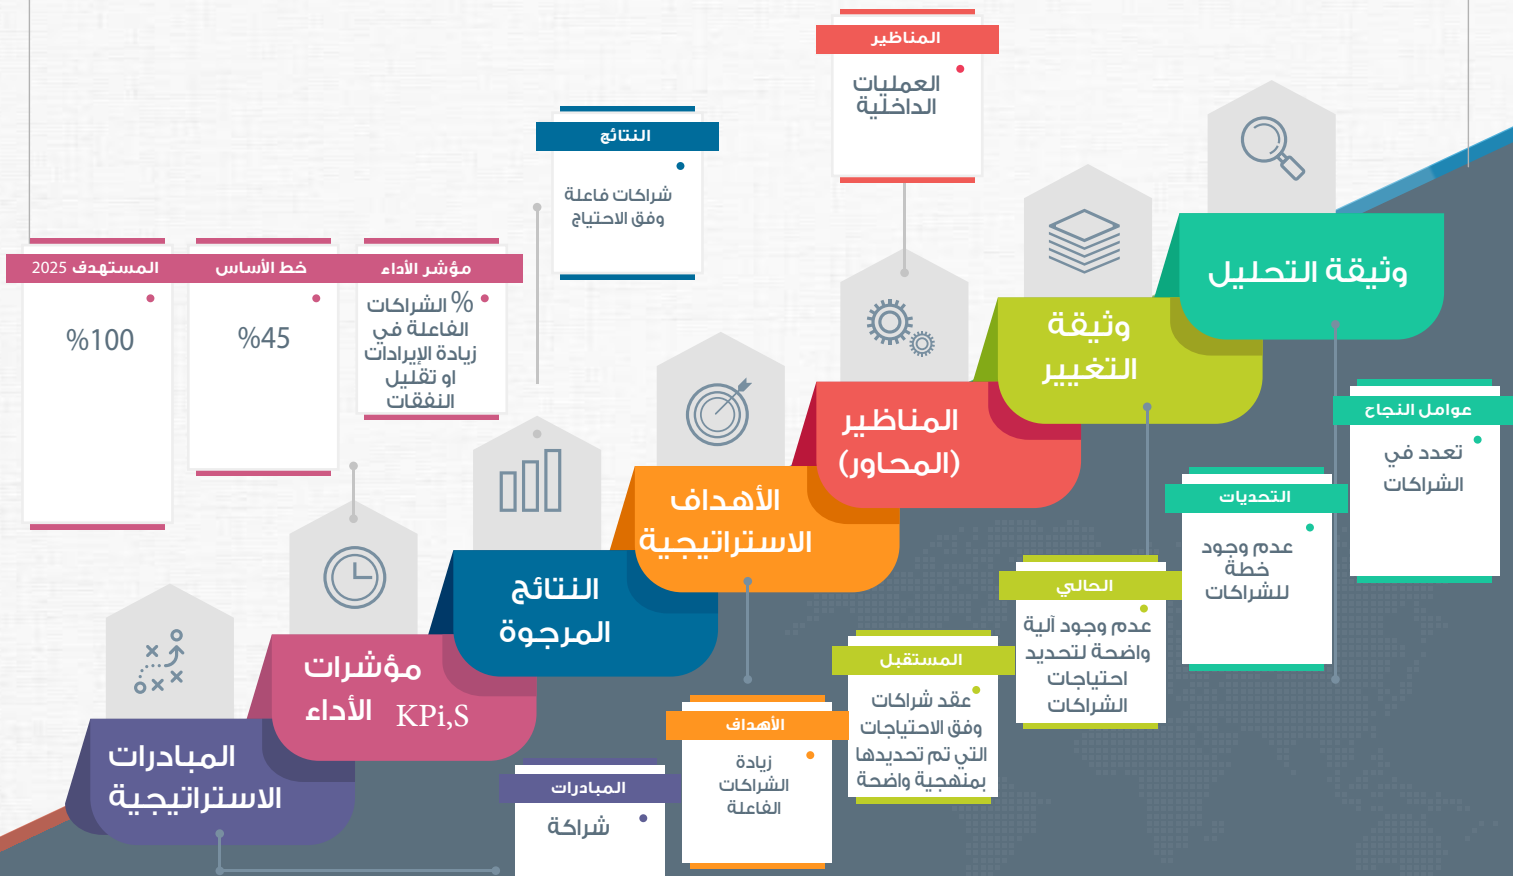 وثيقة التحليل
عوامل النجاح
تعدد في
الشراكات
التحديات
عدم وجود
خطة
للشراكات
وثيقة
التغيير
الحالي
عدم وجود آلية
واضحة لتحديد
احتياجات
الشراكات
المستقبل
عقد شراكات
وفق الاحتياجات
التي تم تحديدها
بمنهجية واضحة
المناظير
(المحاور)
المناظير
العمليات
الداخلية
الأهداف
الاستراتيجية
الأهداف
زيادة
الشراكات
الفاعلة
النتائج
المرجوة
النتائج
شراكات فاعلة
وفق الاحتياج
مؤشرات
الأداء KPi,S
مؤشر الأداء
% الشراكات
الفاعلة في
زيادة الإيرادات
او تقليل
النفقات
خط الأساس
%45
المستهدف 2025
%100
المبادرات
الاستراتيجية
المبادرات
شراكة